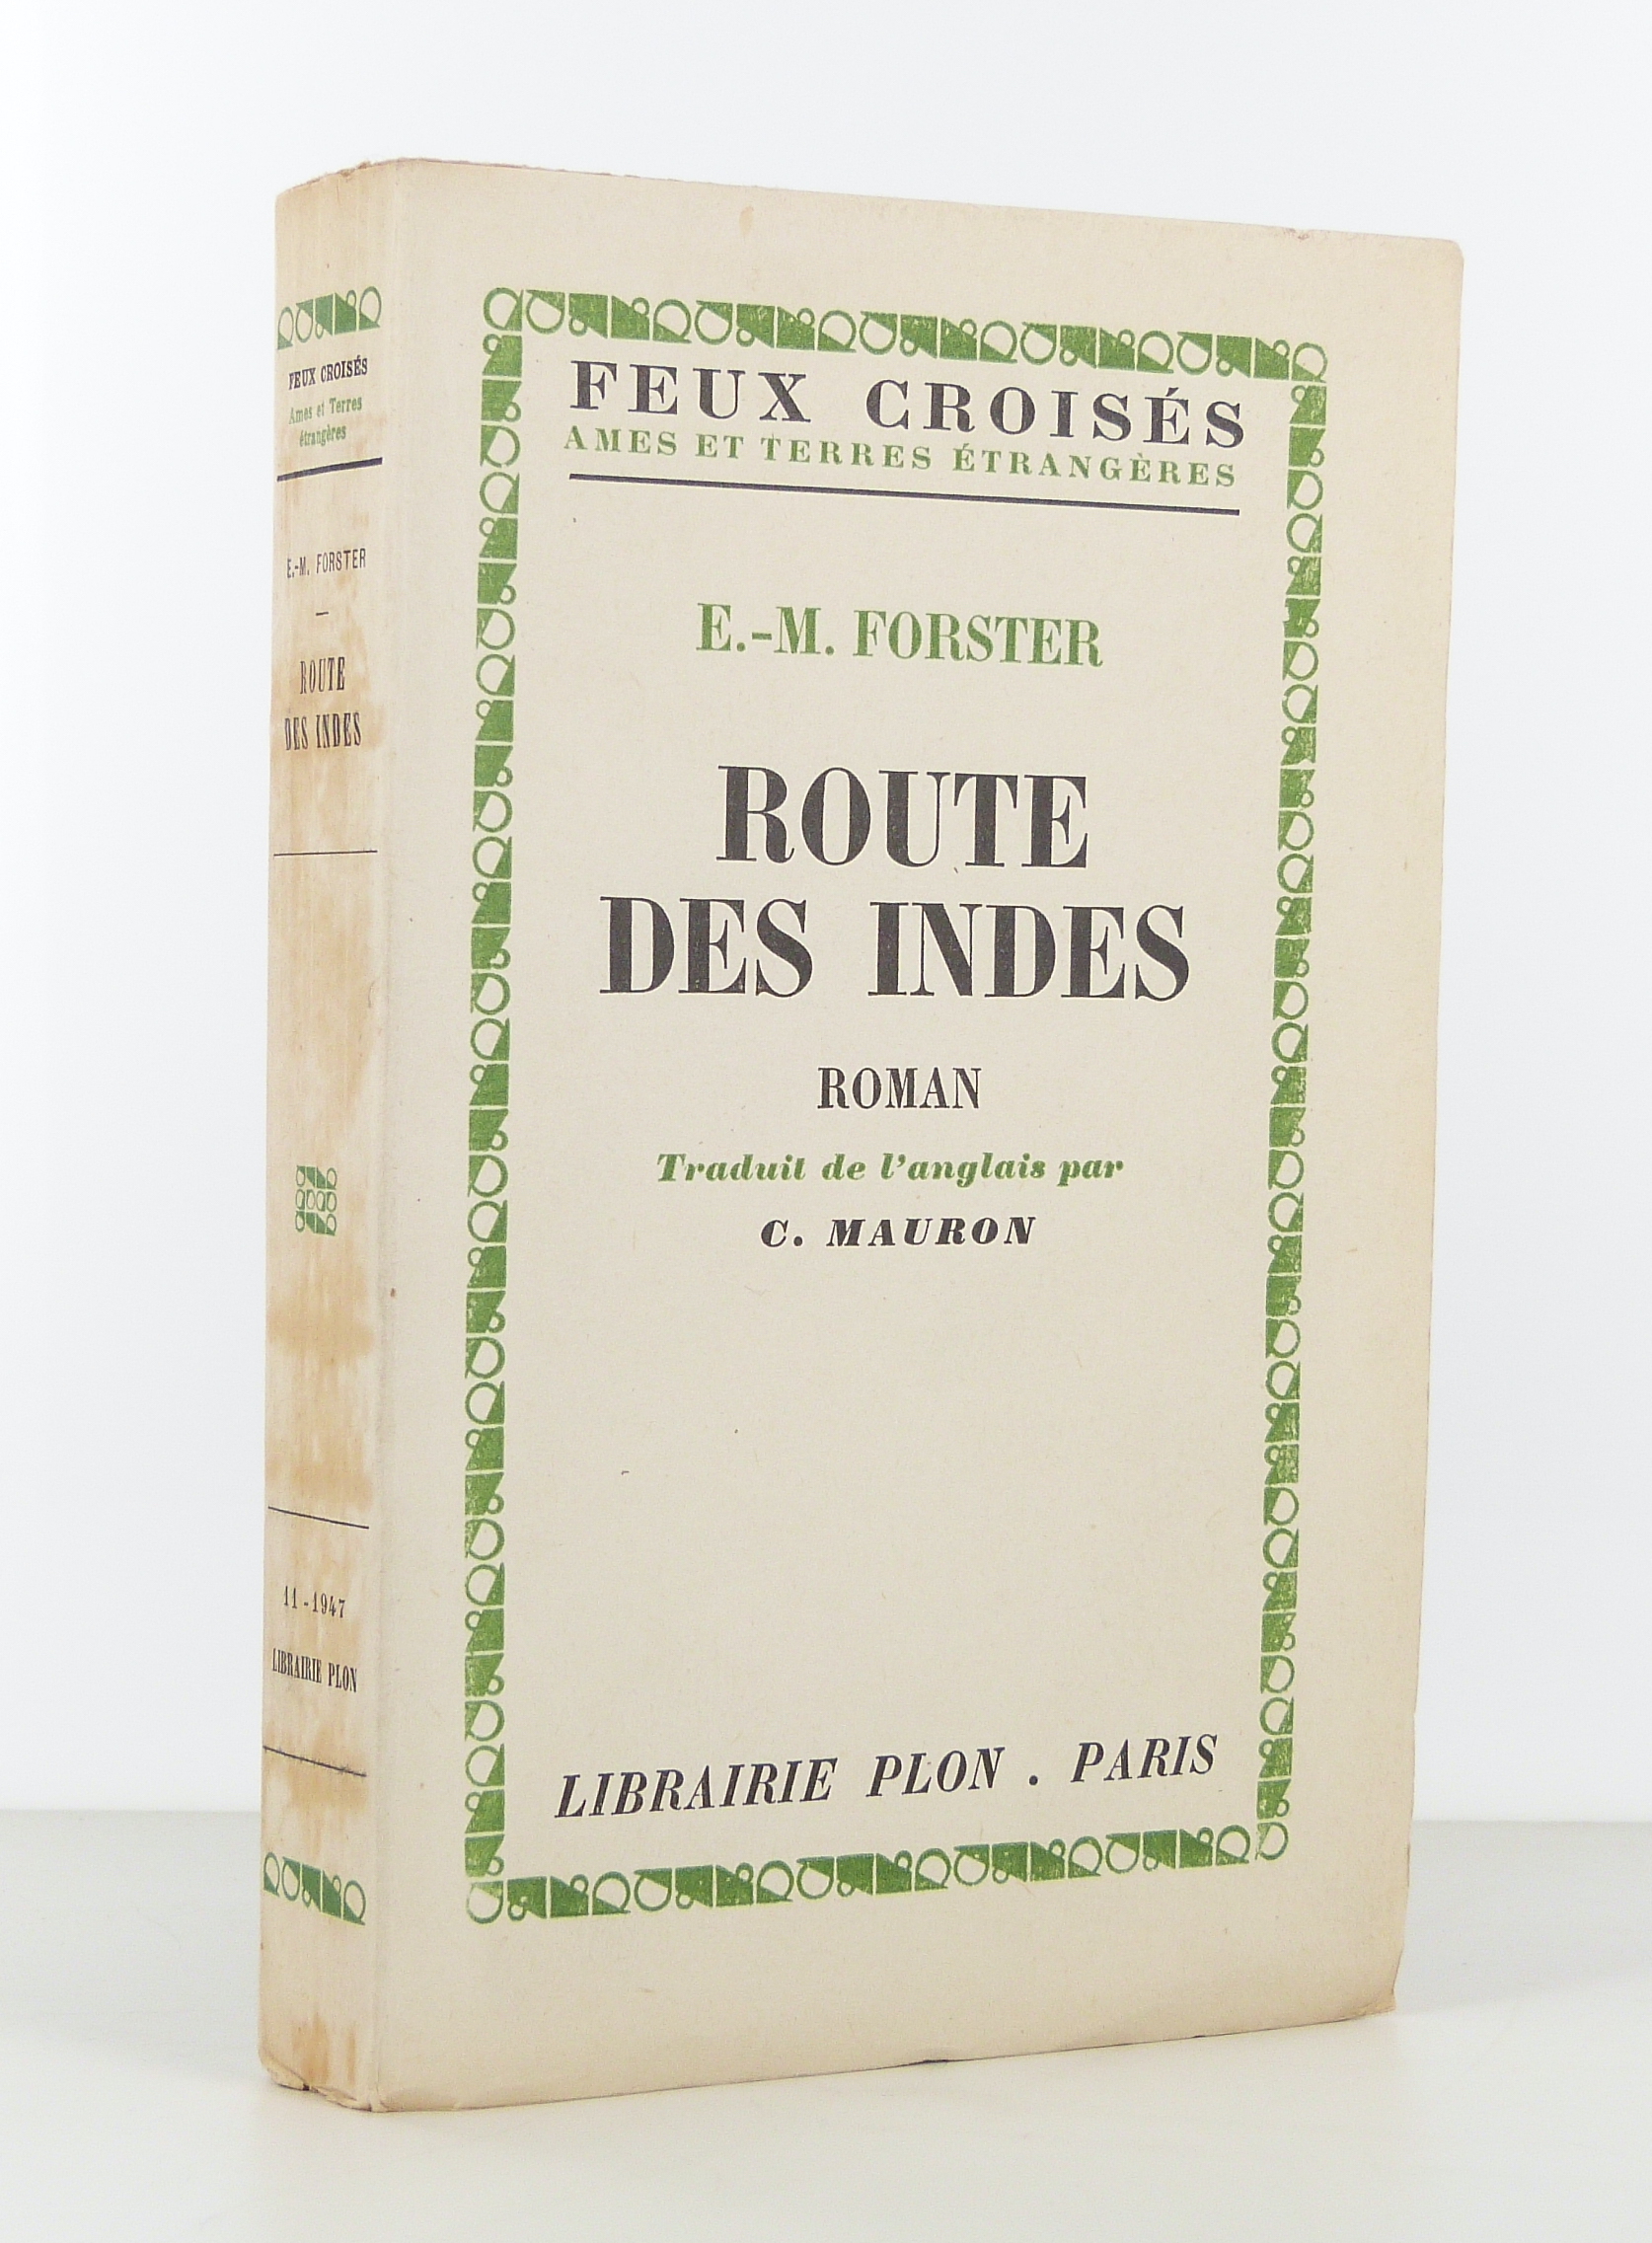 FEUX CROISÉS
Ames et Terres
étrangères
E.-M. FORSTER
ROUTE
DES INDES
11-1947
LIBRAIRIE PLON
FEUX CROISÉS
AMES ET TERRES ÉTRANGÈRES
E.-M. FORSTER
ROUTE
DES INDES
ROMAN
Traduit de l'anglais par
C. MAURON
LIBRAIRIE PLON . PARIS